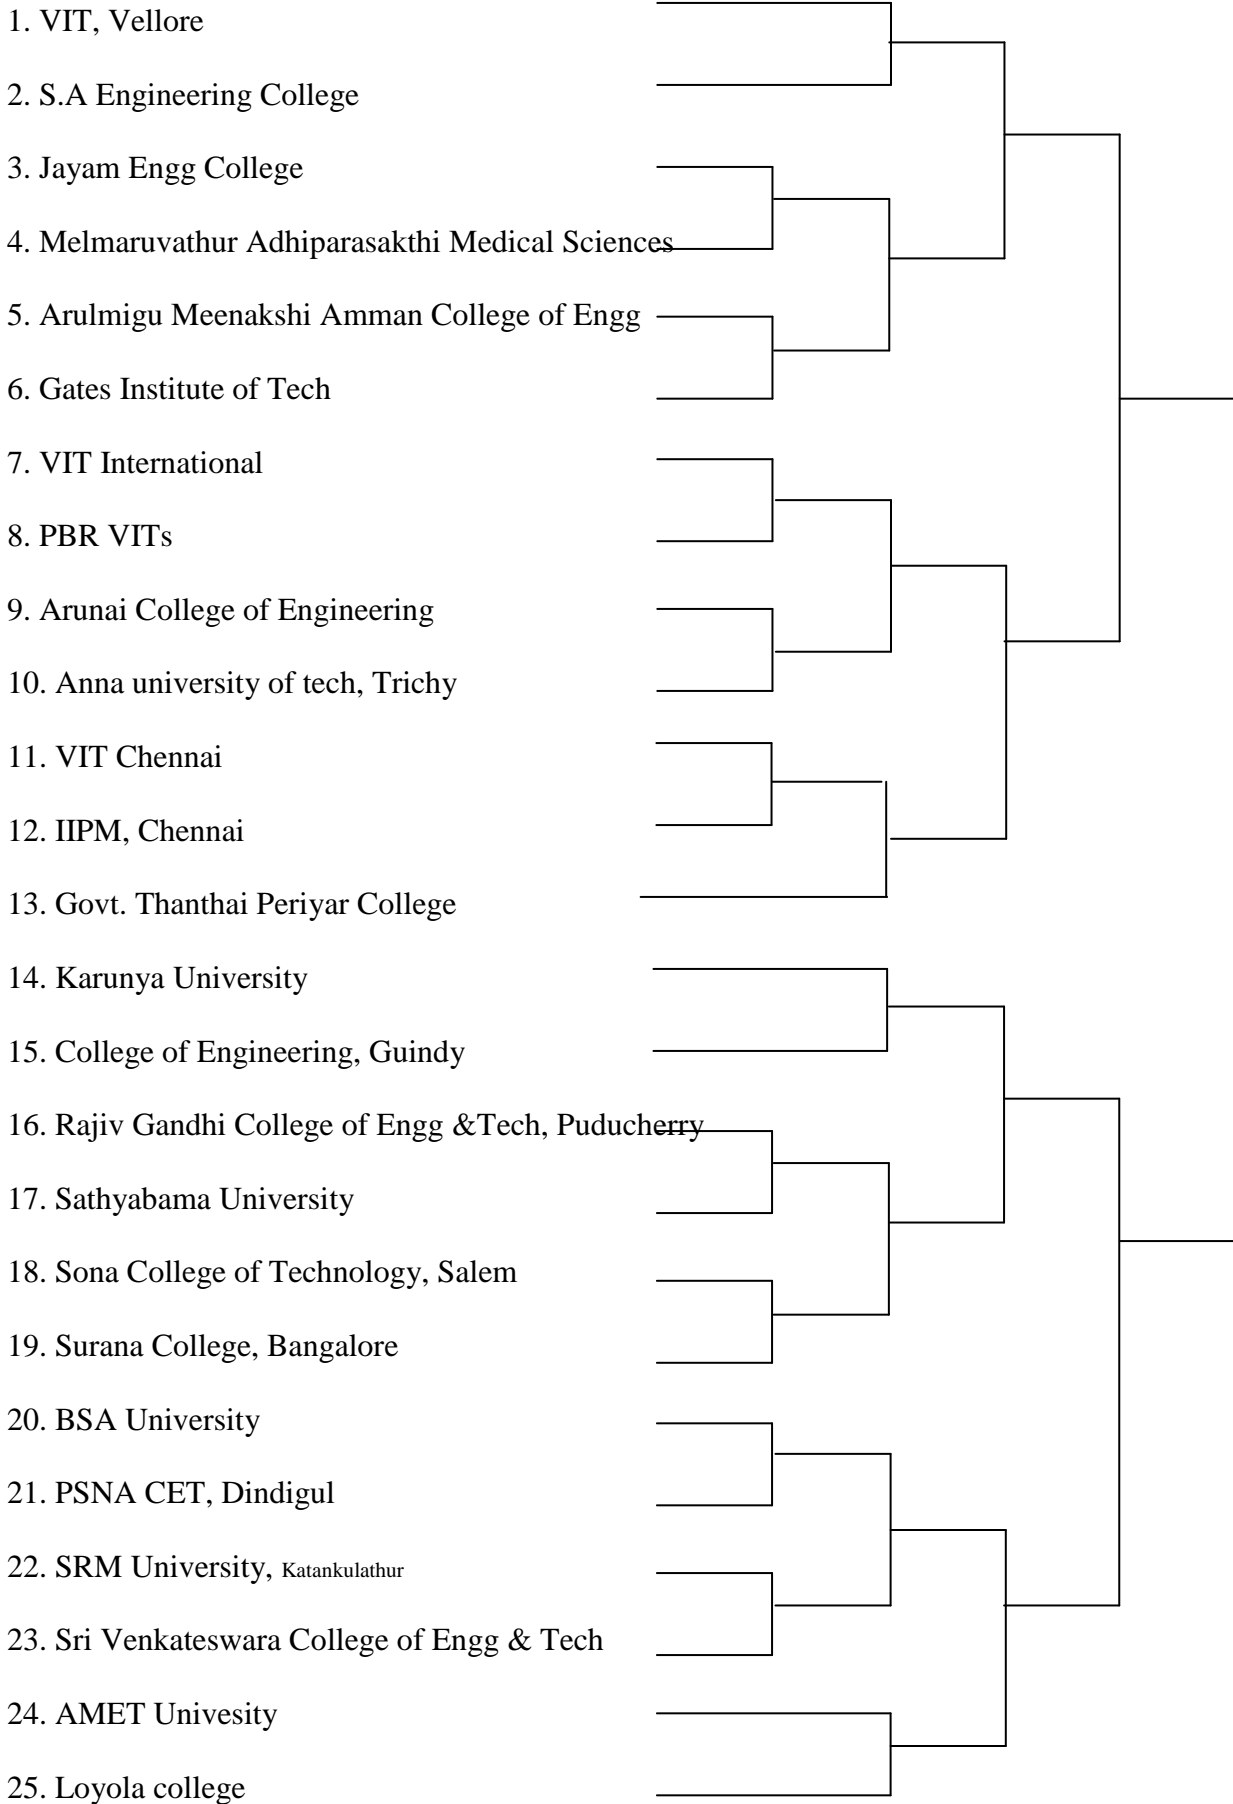 1. VIT, Vellore
2. S.A Engineering College
3. Jayam Engg College
4. Melmaruvathur Adhiparasakthi Medical Sciences
5. Arulmigu Meenakshi Amman College of Engg
6. Gates Institute of Tech
7. VIT International
8. PBR VITs
9. Arunai College of Engineering
10. Anna university of tech, Trichy
11. VIT Chennai
12. IIPM, Chennai
13. Govt. Thanthai Periyar College
14. Karunya University
15. College of Engineering, Guindy
16. Rajiv Gandhi College of Engg &Tech, Puducherry
17. Sathyabama University
18. Sona College of Technology, Salem
19. Surana College, Bangalore
20. BSA University
21. PSNA CET, Dindigul
22. SRM University, Katankulathur
23. Sri Venkateswara College of Engg & Tech
24. AMET Univesity
25. Loyola college